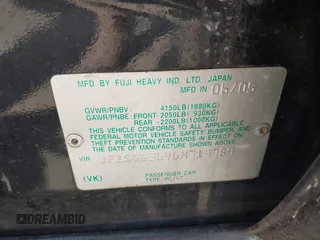 MFD BY FUJI HEAVY IND. LTD. JAPAN
MFD IN 05/05
GVWR/PNBV : 4150LB(1880KG)
GAWR/PNBE:FRONT-2050LB( 930KG)
REAR -2200LB(1000KG)
THIS VEHICLE CONFORMS TO ALL APPLICABLE
FEDERAL MOTOR VEHICLE SAFETY, BUMPER, AND
THEFT PREVENTION STANDARDS IN EFFECT ON
THE DATE OF MANUFACTURE SHOWN ABOVE.
VIN
(VK)
PASSENGER CAR
TYPE:PC/VT
DREAMBID